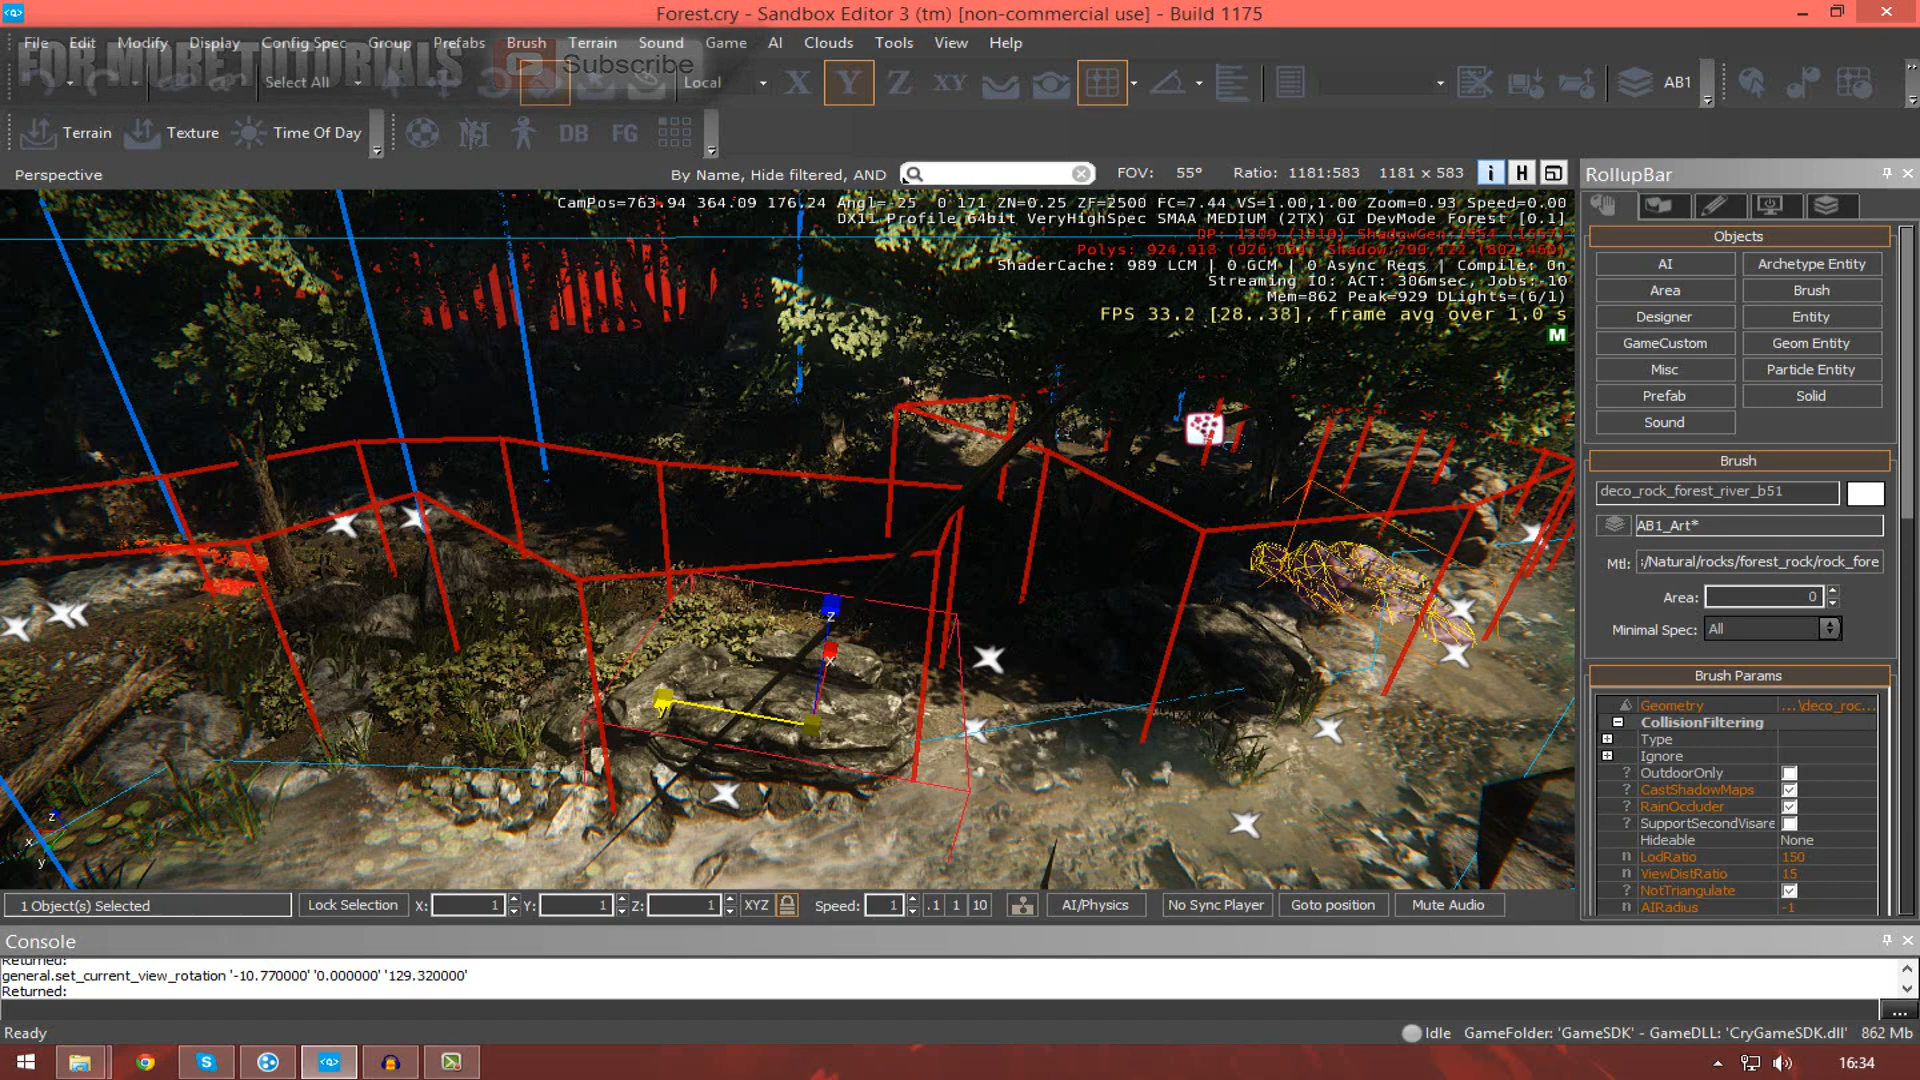 Forest.cry - Sandbox Editor 3 (tm) [non-commercial use] - Build 1175
File Edit Modify Display Config Spec Group Prefabs Brush Terrain Sound Game AI Clouds Tools View Help
FOR MORE TUTORIALS Subscribe
Select All Local X Y Z XY AB1
Terrain Texture Time Of Day DB FG
Perspective By Name, Hide filtered, AND FOV: 55° Ratio: 1181:583 1181 x 583 i H
CamPos=763.94 364.09 176.24 Angl=-25 0 171 ZN=0.25 ZF=2500 FC=7.44 VS=1.00,1.00 Zoom=0.93 Speed=0.00
DX11 Profile 64bit VeryHighSpec SMAA MEDIUM (2TX) GI DevMode Forest [0.1]
ShaderCache: 989 LCM | 0 GCM | 0 Async Reqs | Compile: On
Streaming IO: ACT: 306msec, Jobs:-10
Mem=862 Peak=929 DLights=(6/1)
FPS 33.2 [28..38], frame avg over 1.0 s
M
z
x
y
z
x
y
1 Object(s) Selected Lock Selection X: 1 Y: 1 Z: 1 XYZ Speed: 1 .1 1 10 AI/Physics No Sync Player Goto position Mute Audio
RollupBar
Objects
AI Archetype Entity
Area Brush
Designer Entity
GameCustom Geom Entity
Misc Particle Entity
Prefab Solid
Sound
Brush
deco_rock_forest_river_b51
AB1_Art*
Mtl: :/Natural/rocks/forest_rock/rock_fore
Area: 0
Minimal Spec: All
Brush Params
Geometry ...\deco_roc...
CollisionFiltering
Type
Ignore
? OutdoorOnly
? CastShadowMaps
? RainOccluder
? SupportSecondVisare
Hideable None
n LodRatio 150
n ViewDistRatio 15
? NotTriangulate
n AIRadius -1
Console
Returned:
general.set_current_view_rotation '-10.770000' '0.000000' '129.320000'
Returned:
...
Ready Idle GameFolder: 'GameSDK' - GameDLL: 'CryGameSDK.dll' 862 Mb
16:34